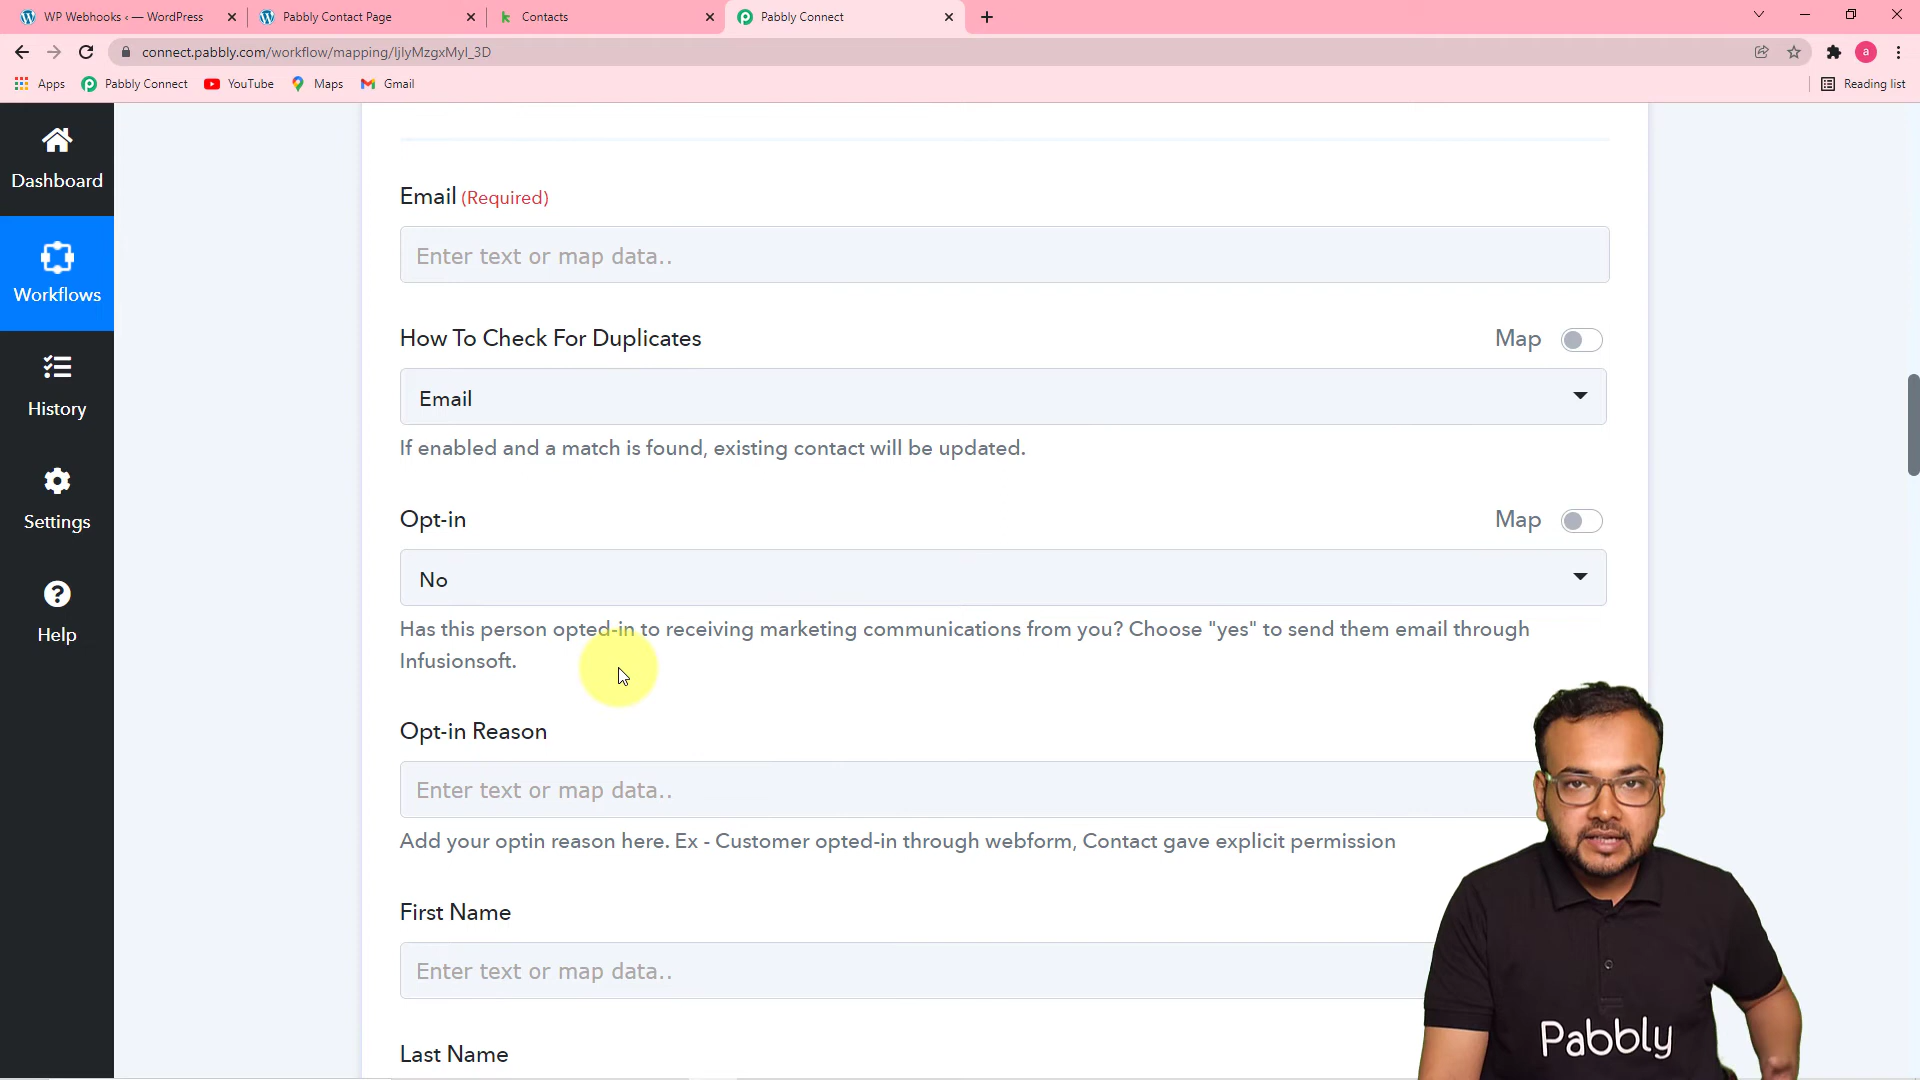 WP Webhooks ‹ — WordPress
Pabbly Contact Page
Contacts
Pabbly Connect
connect.pabbly.com/workflow/mapping/IjIyMzgxMyI_3D
a
Apps
Pabbly Connect
YouTube
Maps
Gmail
Reading list
Dashboard
Workflows
History
Settings
Help
Email (Required)
Enter text or map data..
How To Check For Duplicates
Map
Email
If enabled and a match is found, existing contact will be updated.
Opt-in
Map
No
Has this person opted-in to receiving marketing communications from you? Choose "yes" to send them email through
Infusionsoft.
Opt-in Reason
Enter text or map data..
Add your optin reason here. Ex - Customer opted-in through webform, Contact gave explicit permission
First Name
Enter text or map data..
Last Name
Pabbly